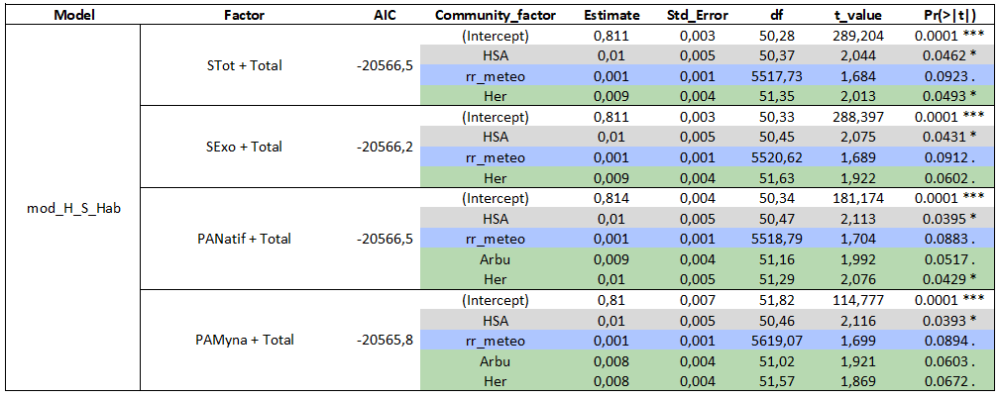 Model Factor AIC Community_factor Estimate Std_Error df t_value Pr(>|t|)
(Intercept) 0,811 0,003 50,28 289,204 0.0001 ***
HSA 0,01 0,005 50,37 2,044 0.0462 *
STot + Total -20566,5
rr_meteo 0,001 0,001 5517,73 1,684 0.0923 .
Her 0,009 0,004 51,35 2,013 0.0493 *
(Intercept) 0,811 0,003 50,33 288,397 0.0001 ***
HSA 0,01 0,005 50,45 2,075 0.0431 *
SExo + Total -20566,2
rr_meteo 0,001 0,001 5520,62 1,689 0.0912 .
Her 0,009 0,004 51,63 1,922 0.0602 .
mod_H_S_Hab
(Intercept) 0,814 0,004 50,34 181,174 0.0001 ***
HSA 0,01 0,005 50,47 2,113 0.0395 *
PANatif + Total -20566,5 rr_meteo 0,001 0,001 5518,79 1,704 0.0883 .
Arbu 0,009 0,004 51,16 1,992 0.0517 .
Her 0,01 0,005 51,29 2,076 0.0429 *
(Intercept) 0,81 0,007 51,82 114,777 0.0001 ***
HSA 0,01 0,005 50,46 2,116 0.0393 *
PAMyna + Total -20565,8 rr_meteo 0,001 0,001 5619,07 1,699 0.0894 .
Arbu 0,008 0,004 51,02 1,921 0.0603 .
Her 0,008 0,004 51,57 1,869 0.0672 .